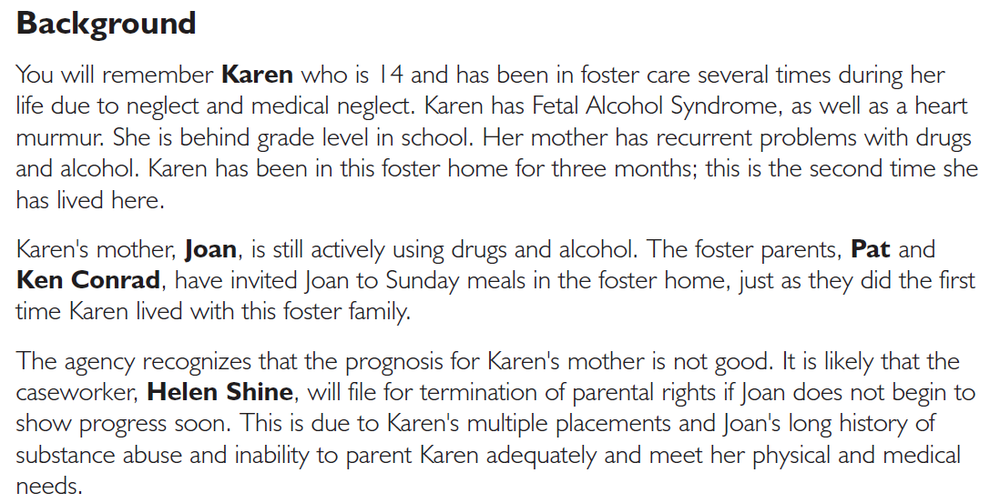 Background
You will remember Karen who is 14 and has been in foster care several times during her
life due to neglect and medical neglect. Karen has Fetal Alcohol Syndrome, as well as a heart
murmur. She is behind grade level in school. Her mother has recurrent problems with drugs
and alcohol. Karen has been in this foster home for three months; this is the second time she
has lived here.
Karen's mother, Joan, is still actively using drugs and alcohol. The foster parents, Pat and
Ken Conrad, have invited Joan to Sunday meals in the foster home, just as they did the first
time Karen lived with this foster family.
The agency recognizes that the prognosis for Karen's mother is not good. It is likely that the
caseworker, Helen Shine, will file for termination of parental rights if Joan does not begin to
show progress soon. This is due to Karen's multiple placements and Joan's long history of
substance abuse and inability to parent Karen adequately and meet her physical and medical
needs.